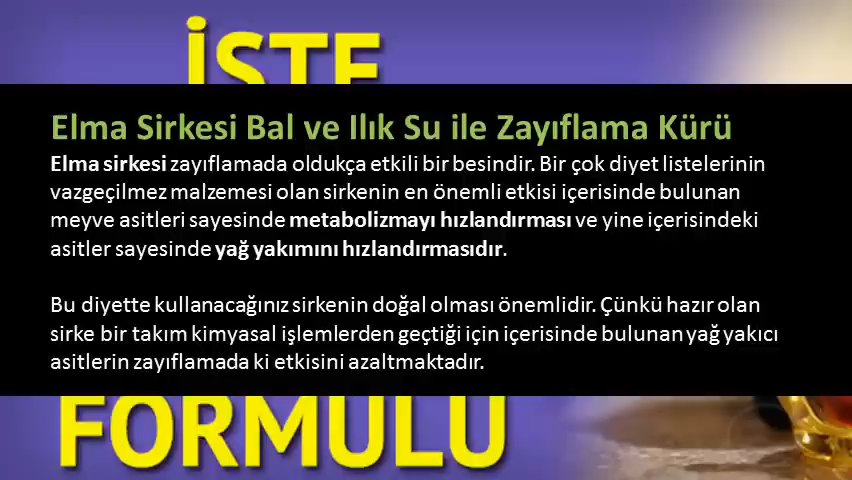 İŞTE
Elma Sirkesi Bal ve Ilık Su ile Zayıflama Kürü
Elma sirkesi zayıflamada oldukça etkili bir besindir. Bir çok diyet listelerinin
vazgeçilmez malzemesi olan sirkenin en önemli etkisi içerisinde bulunan
meyve asitleri sayesinde metabolizmayı hızlandırması ve yine içerisindeki
asitler sayesinde yağ yakımını hızlandırmasıdır.
Bu diyette kullanacağınız sirkenin doğal olması önemlidir. Çünkü hazır olan
sirke bir takım kimyasal işlemlerden geçtiği için içerisinde bulunan yağ yakıcı
asitlerin zayıflamada ki etkisini azaltmaktadır.
FORMÜLÜ